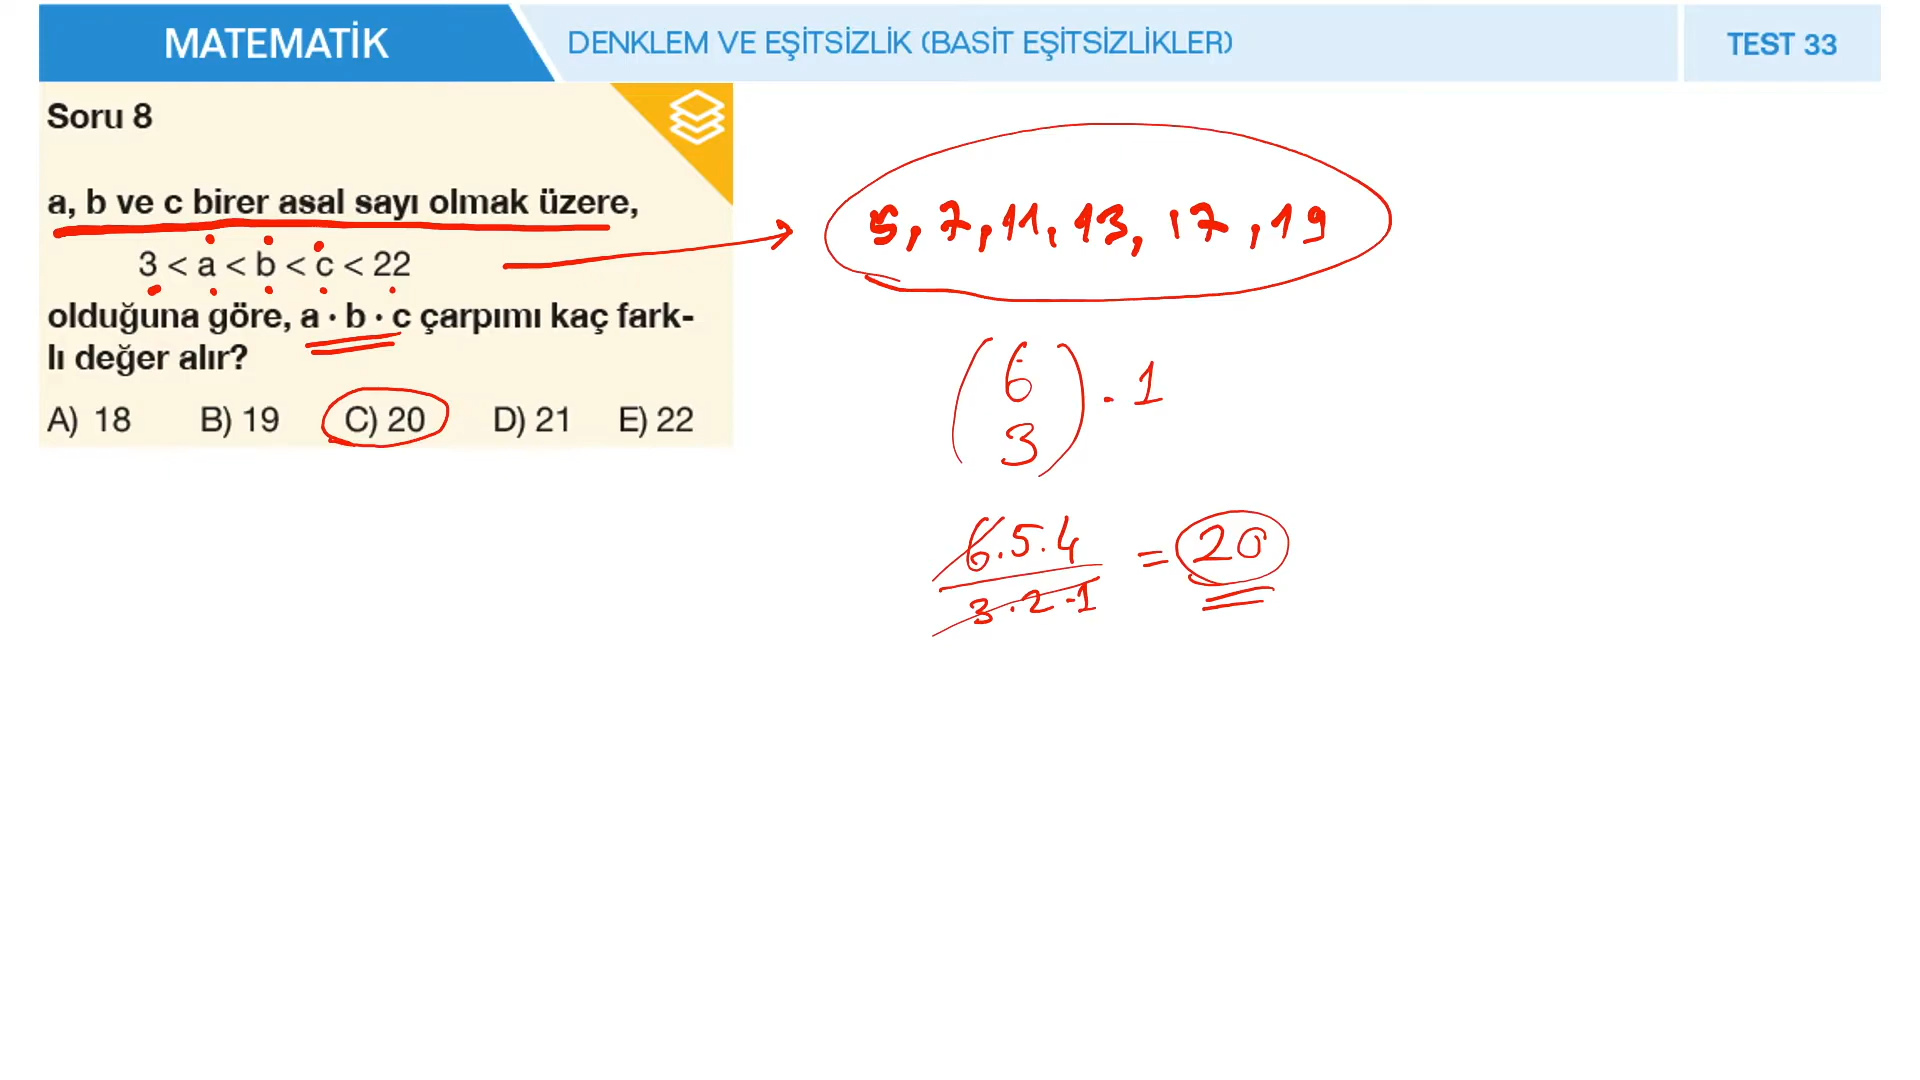 MATEMATİK
DENKLEM VE EŞİTSİZLİK (BASİT EŞİTSİZLİKLER)
TEST 33
Soru 8
a, b ve c birer asal sayı olmak üzere,
3 < a < b < c < 22
olduğuna göre, a · b · c çarpımı kaç fark-
lı değer alır?
A) 18 B) 19 C) 20 D) 21 E) 22
5, 7, 11, 13, 17, 19
(6
3) . 1
6.5.4
3.2.1
= 20